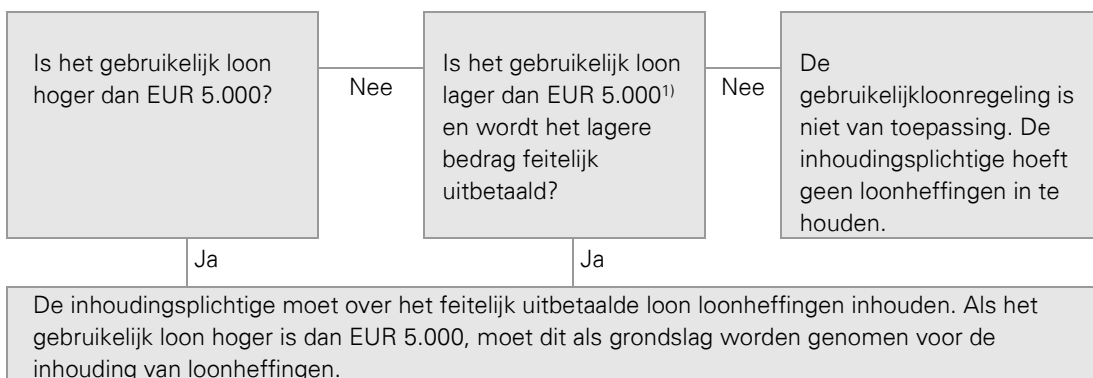 Is het gebruikelijk loon
hoger dan EUR 5.000?
Nee
Is het gebruikelijk loon
lager dan EUR 5.000¹⁾
en wordt het lagere
bedrag feitelijk
uitbetaald?
Nee
De
gebruikelijkloonregeling is
niet van toepassing. De
inhoudingsplichtige hoeft
geen loonheffingen in te
houden.
Ja
Ja
De inhoudingsplichtige moet over het feitelijk uitbetaalde loon loonheffingen inhouden. Als het
gebruikelijk loon hoger is dan EUR 5.000, moet dit als grondslag worden genomen voor de
inhouding van loonheffingen.